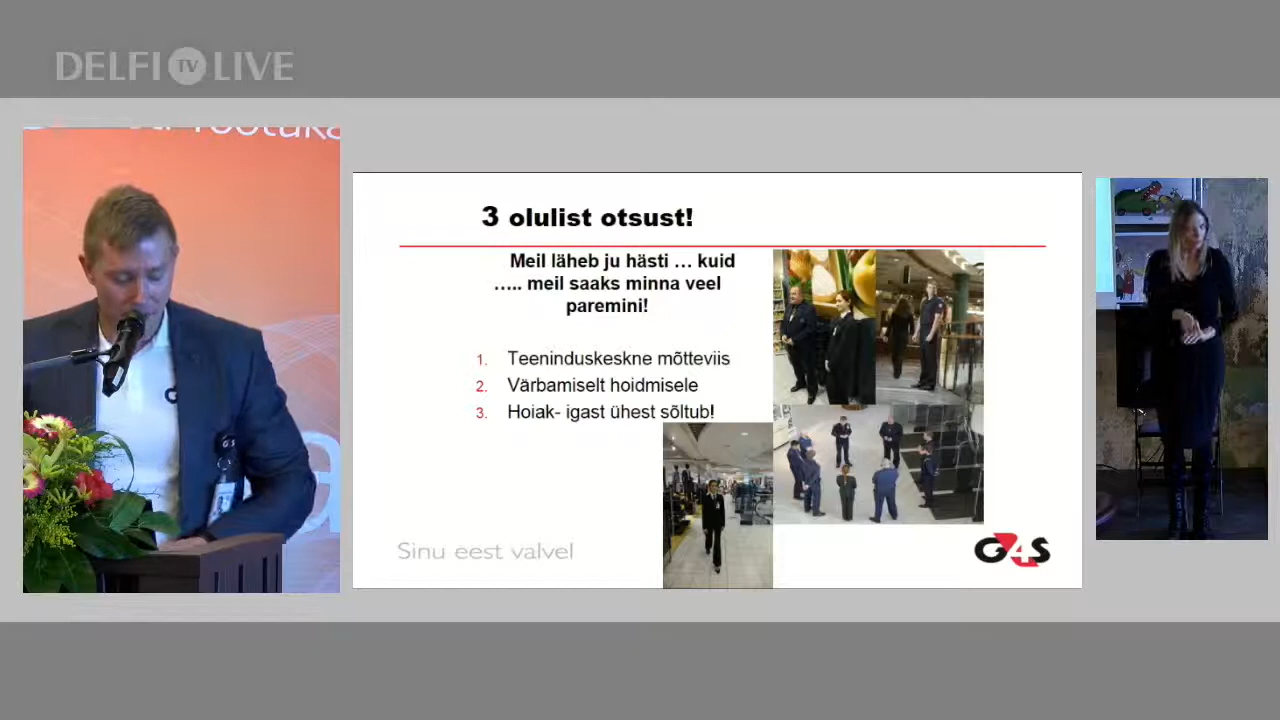 DELFI TV LIVE
3 olulist otsust!
Meil läheb ju hästi … kuid
….. meil saaks minna veel
paremini!
1. Teeninduskeskne mõtteviis
2. Värbamiselt hoidmisele
3. Hoiak- igast ühest sõltub!
Sinu eest valvel
G4S